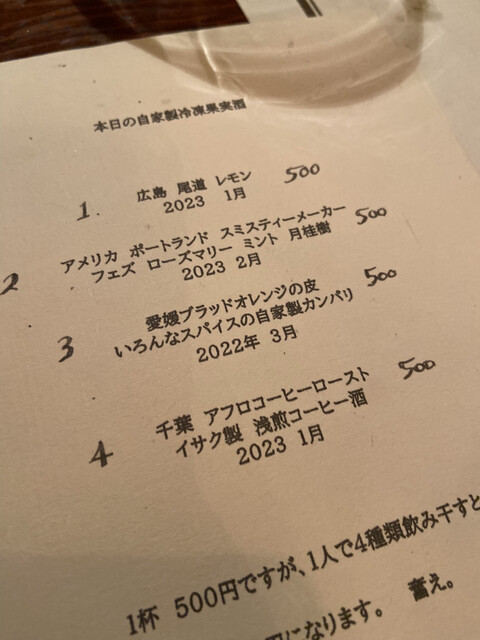 本日の自家製冷凍果実酒
1. 広島 尾道 レモン 500
2023 1月
2 アメリカ ポートランド スミスティーメーカー 500
フェズ ローズマリー ミント 月桂樹
2023 2月
3 愛媛ブラッドオレンジの皮 500
いろんなスパイスの自家製カンパリ
2022年 3月
4 千葉 アフロコーヒーロースト 500
イサク製 浅煎コーヒー酒
2023 1月
1杯 500円ですが、1人で4種類飲み干すと
円になります。 奮え。